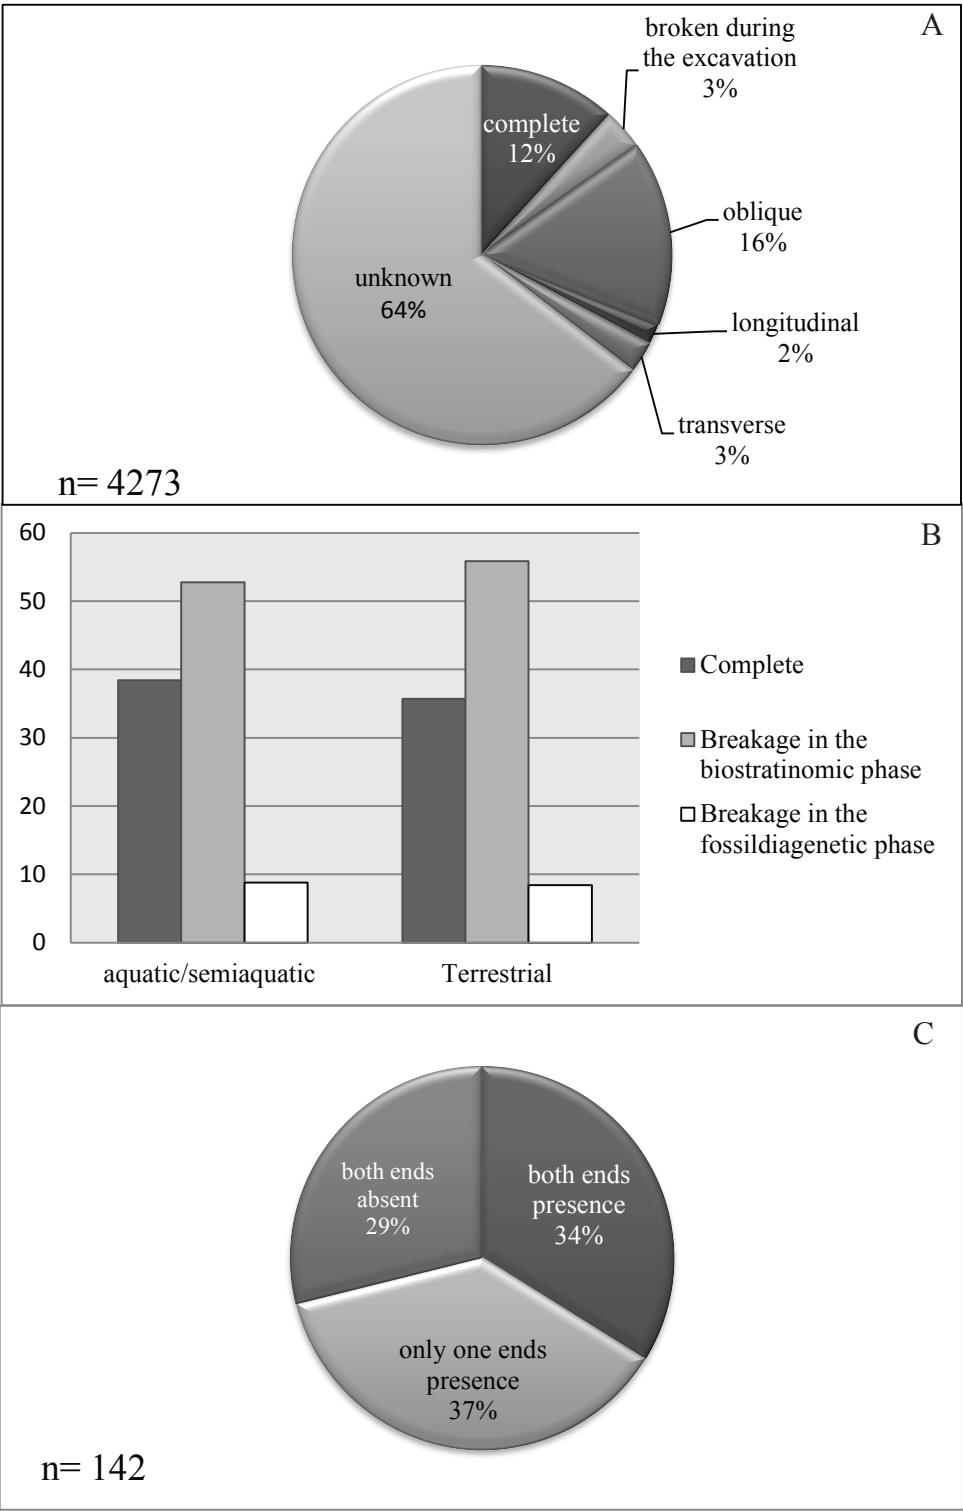 A
broken during
the excavation
3%
complete
12%
oblique
16%
unknown
64%
longitudinal
2%
transverse
3%
n= 4273
B
60
50
40
30
20
10
0
aquatic/semiaquatic
Terrestrial
Complete
Breakage in the
biostratinomic phase
Breakage in the
fossildiagenetic phase
C
both ends
absent
29%
both ends
presence
34%
only one ends
presence
37%
n= 142